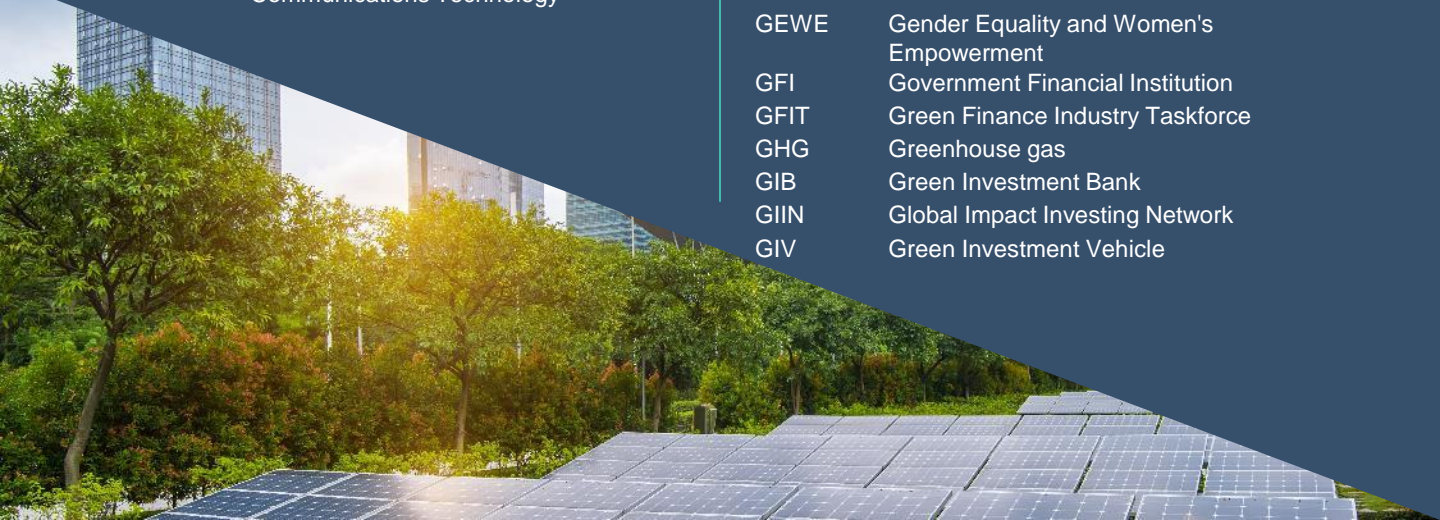 Communications Technology
GEWE Gender Equality and Women's
Empowerment
GFI Government Financial Institution
GFIT Green Finance Industry Taskforce
GHG Greenhouse gas
GIB Green Investment Bank
GIIN Global Impact Investing Network
GIV Green Investment Vehicle